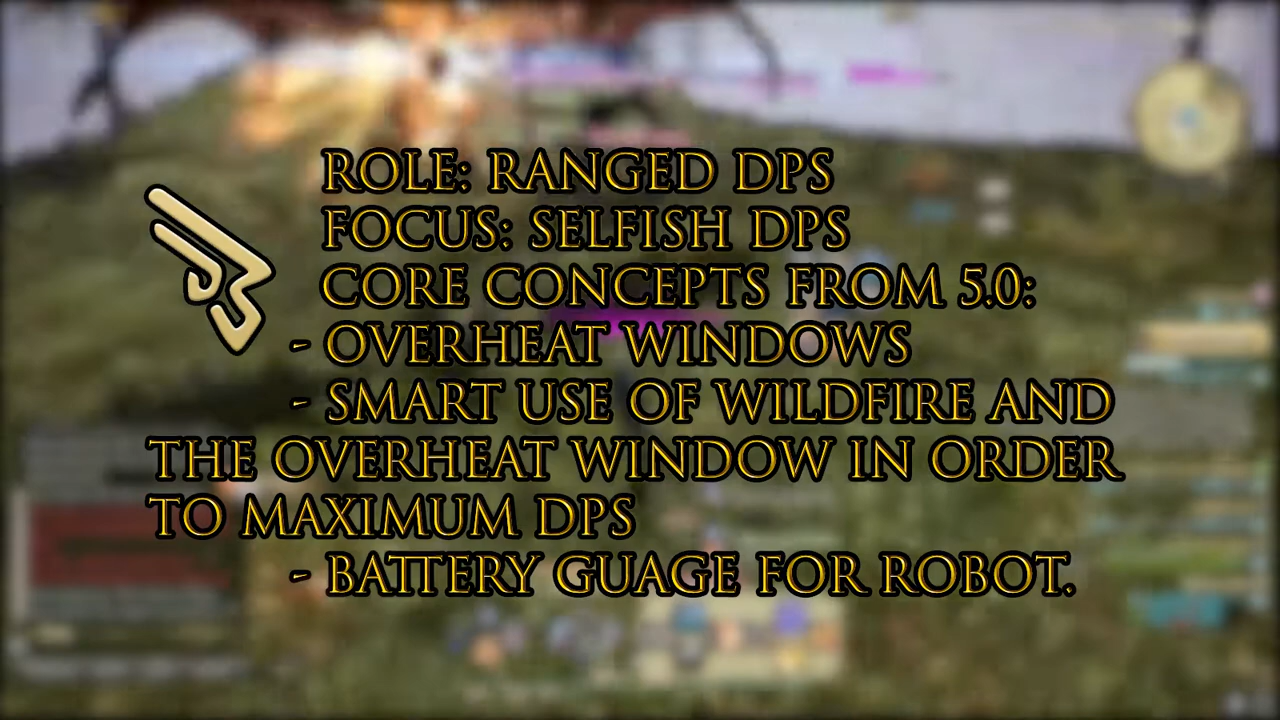 ROLE: RANGED DPS
FOCUS: SELFISH DPS
CORE CONCEPTS FROM 5.0:
- OVERHEAT WINDOWS
- SMART USE OF WILDFIRE AND
THE OVERHEAT WINDOW IN ORDER
TO MAXIMUM DPS
- BATTERY GUAGE FOR ROBOT.